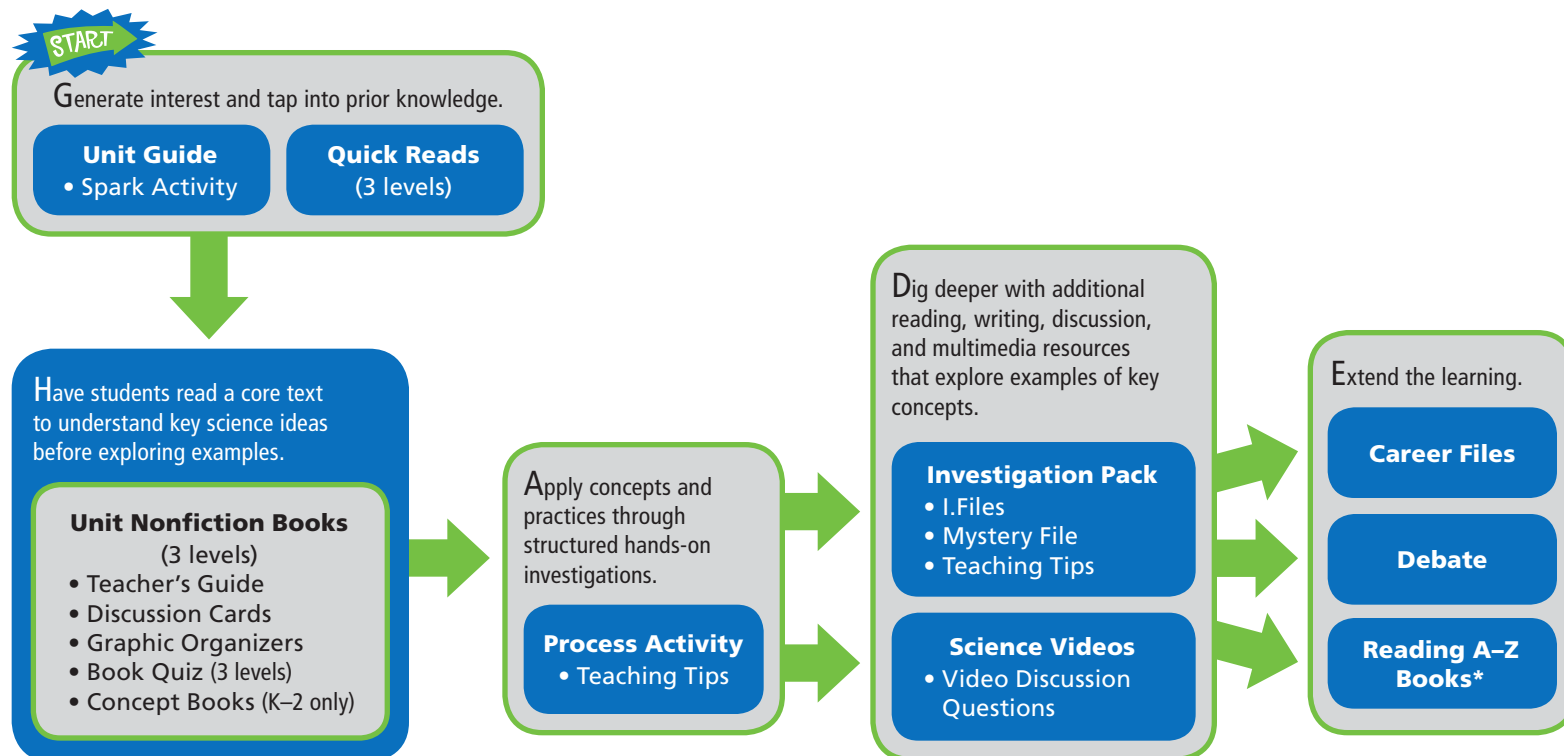 START
Generate interest and tap into prior knowledge.
Unit Guide
• Spark Activity
Quick Reads
(3 levels)
Have students read a core text
to understand key science ideas
before exploring examples.
Unit Nonfiction Books
(3 levels)
• Teacher’s Guide
• Discussion Cards
• Graphic Organizers
• Book Quiz (3 levels)
• Concept Books (K–2 only)
Apply concepts and
practices through
structured hands-on
investigations.
Process Activity
• Teaching Tips
Dig deeper with additional
reading, writing, discussion,
and multimedia resources
that explore examples of key
concepts.
Investigation Pack
• I.Files
• Mystery File
• Teaching Tips
Science Videos
• Video Discussion
Questions
Extend the learning.
Career Files
Debate
Reading A–Z
Books*